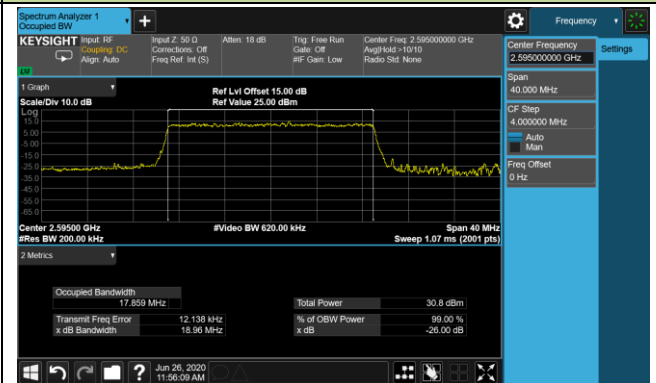 Spectrum Analyzer 1
Occupied BW
Frequency
KEYSIGHT
Input: RF
Coupling: DC
Align: Auto
Input Z: 50 Ω
Corrections: Off
Freq Ref: Int (S)
Atten: 18 dB
Trig: Free Run
Gate: Off
#IF Gain: Low
Center Freq: 2.595000000 GHz
Avg|Hold:>10/10
Radio Std: None
Center Frequency
2.595000000 GHz
Settings
Span
40.000 MHz
CF Step
4.000000 MHz
Auto
Man
Freq Offset
0 Hz
1 Graph
Scale/Div 10.0 dB
Ref Lvl Offset 15.00 dB
Ref Value 25.00 dBm
Log
15.0
5.00
-5.00
-15.0
-25.0
-35.0
-45.0
-55.0
-65.0
Center 2.59500 GHz
#Res BW 200.00 kHz
#Video BW 620.00 kHz
Span 40 MHz
Sweep 1.07 ms (2001 pts)
2 Metrics
Occupied Bandwidth
17.859 MHz
Transmit Freq Error 12.138 kHz
x dB Bandwidth 18.96 MHz
Total Power 30.8 dBm
% of OBW Power 99.00 %
x dB -26.00 dB
Jun 26, 2020
11:56:09 AM